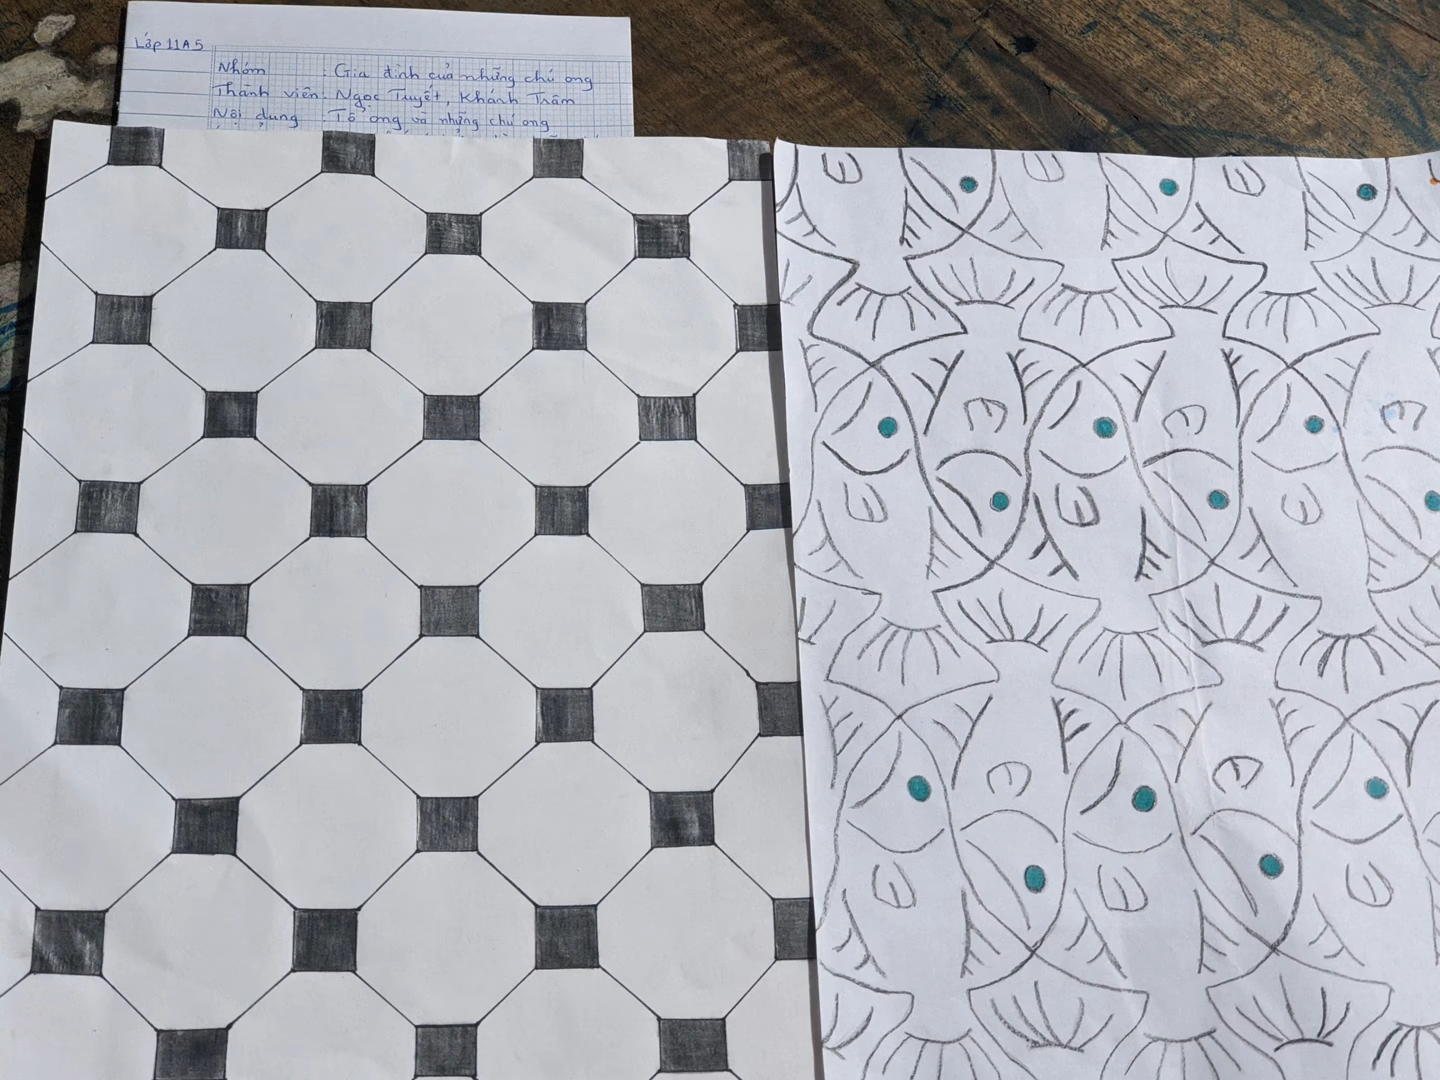 Lớp 11A5
Nhóm : Gia đình của những chú ong
Thành viên: Ngọc Tuyết, Khánh Trâm
Nội dung : Tổ ong và những chú ong